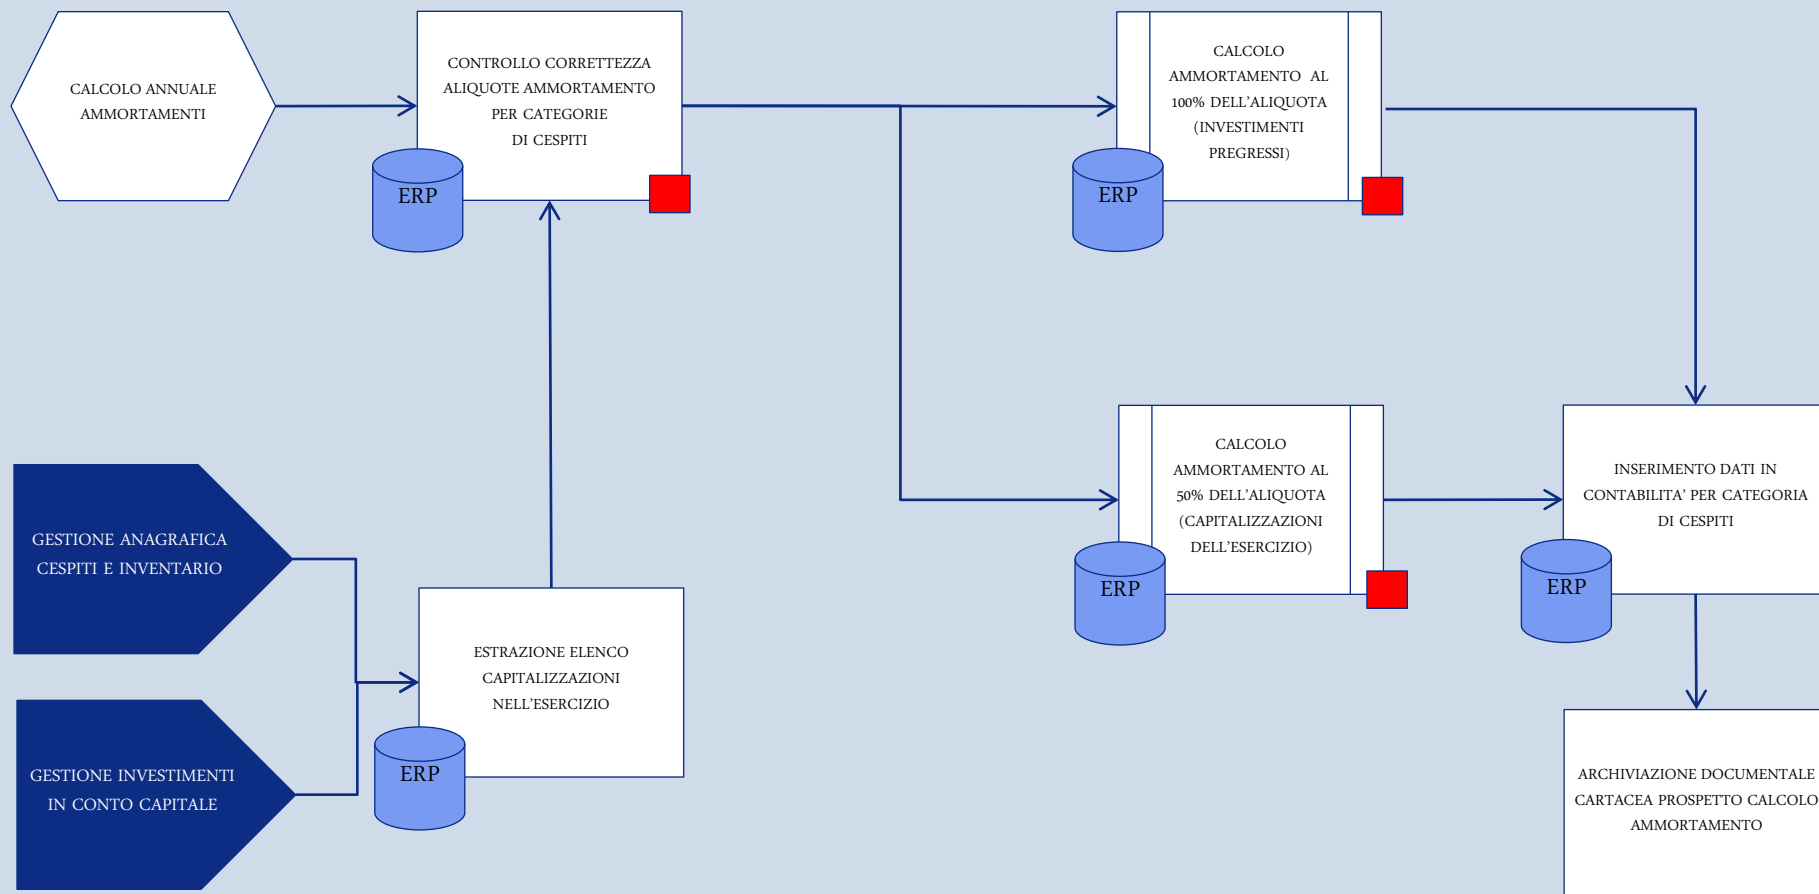 CALCOLO ANNUALE
AMMORTAMENTI
CONTROLLO CORRETTEZZA
ALIQUOTE AMMORTAMENTO
PER CATEGORIE
DI CESPITI
ERP
CALCOLO
AMMORTAMENTO AL
100% DELL'ALIQUOTA
(INVESTIMENTI
PREGRESSI)
ERP
GESTIONE ANAGRAFICA
CESPITI E INVENTARIO
GESTIONE INVESTIMENTI
IN CONTO CAPITALE
ESTRAZIONE ELENCO
CAPITALIZZAZIONI
NELL'ESERCIZIO
ERP
CALCOLO
AMMORTAMENTO AL
50% DELL'ALIQUOTA
(CAPITALIZZAZIONI
DELL'ESERCIZIO)
ERP
INSERIMENTO DATI IN
CONTABILITA' PER CATEGORIA
DI CESPITI
ERP
ARCHIVIAZIONE DOCUMENTALE
CARTACEA PROSPETTO CALCOLO
AMMORTAMENTO